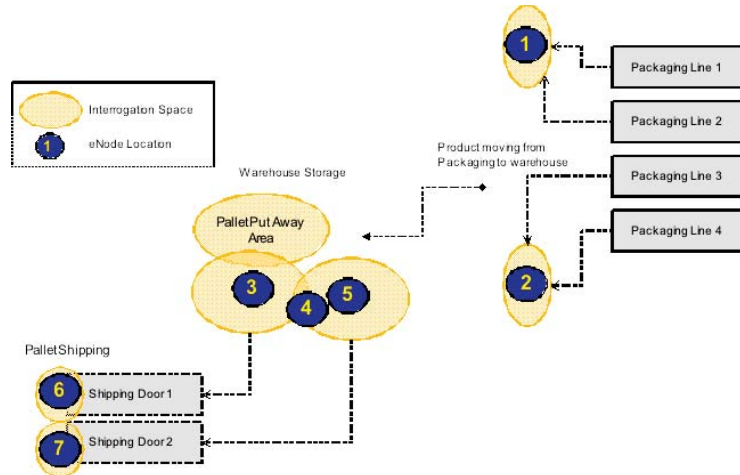 1
Packaging Line 1
Interrogation Space
Packaging Line 2
1
eNode Location
Product moving from
Packaging to warehouse
Packaging Line 3
Warehouse Storage
PalletPut Away
Area
Packaging Line 4
3
4
5
2
PalletShipping
6
Shipping Door 1
7
Shipping Door 2